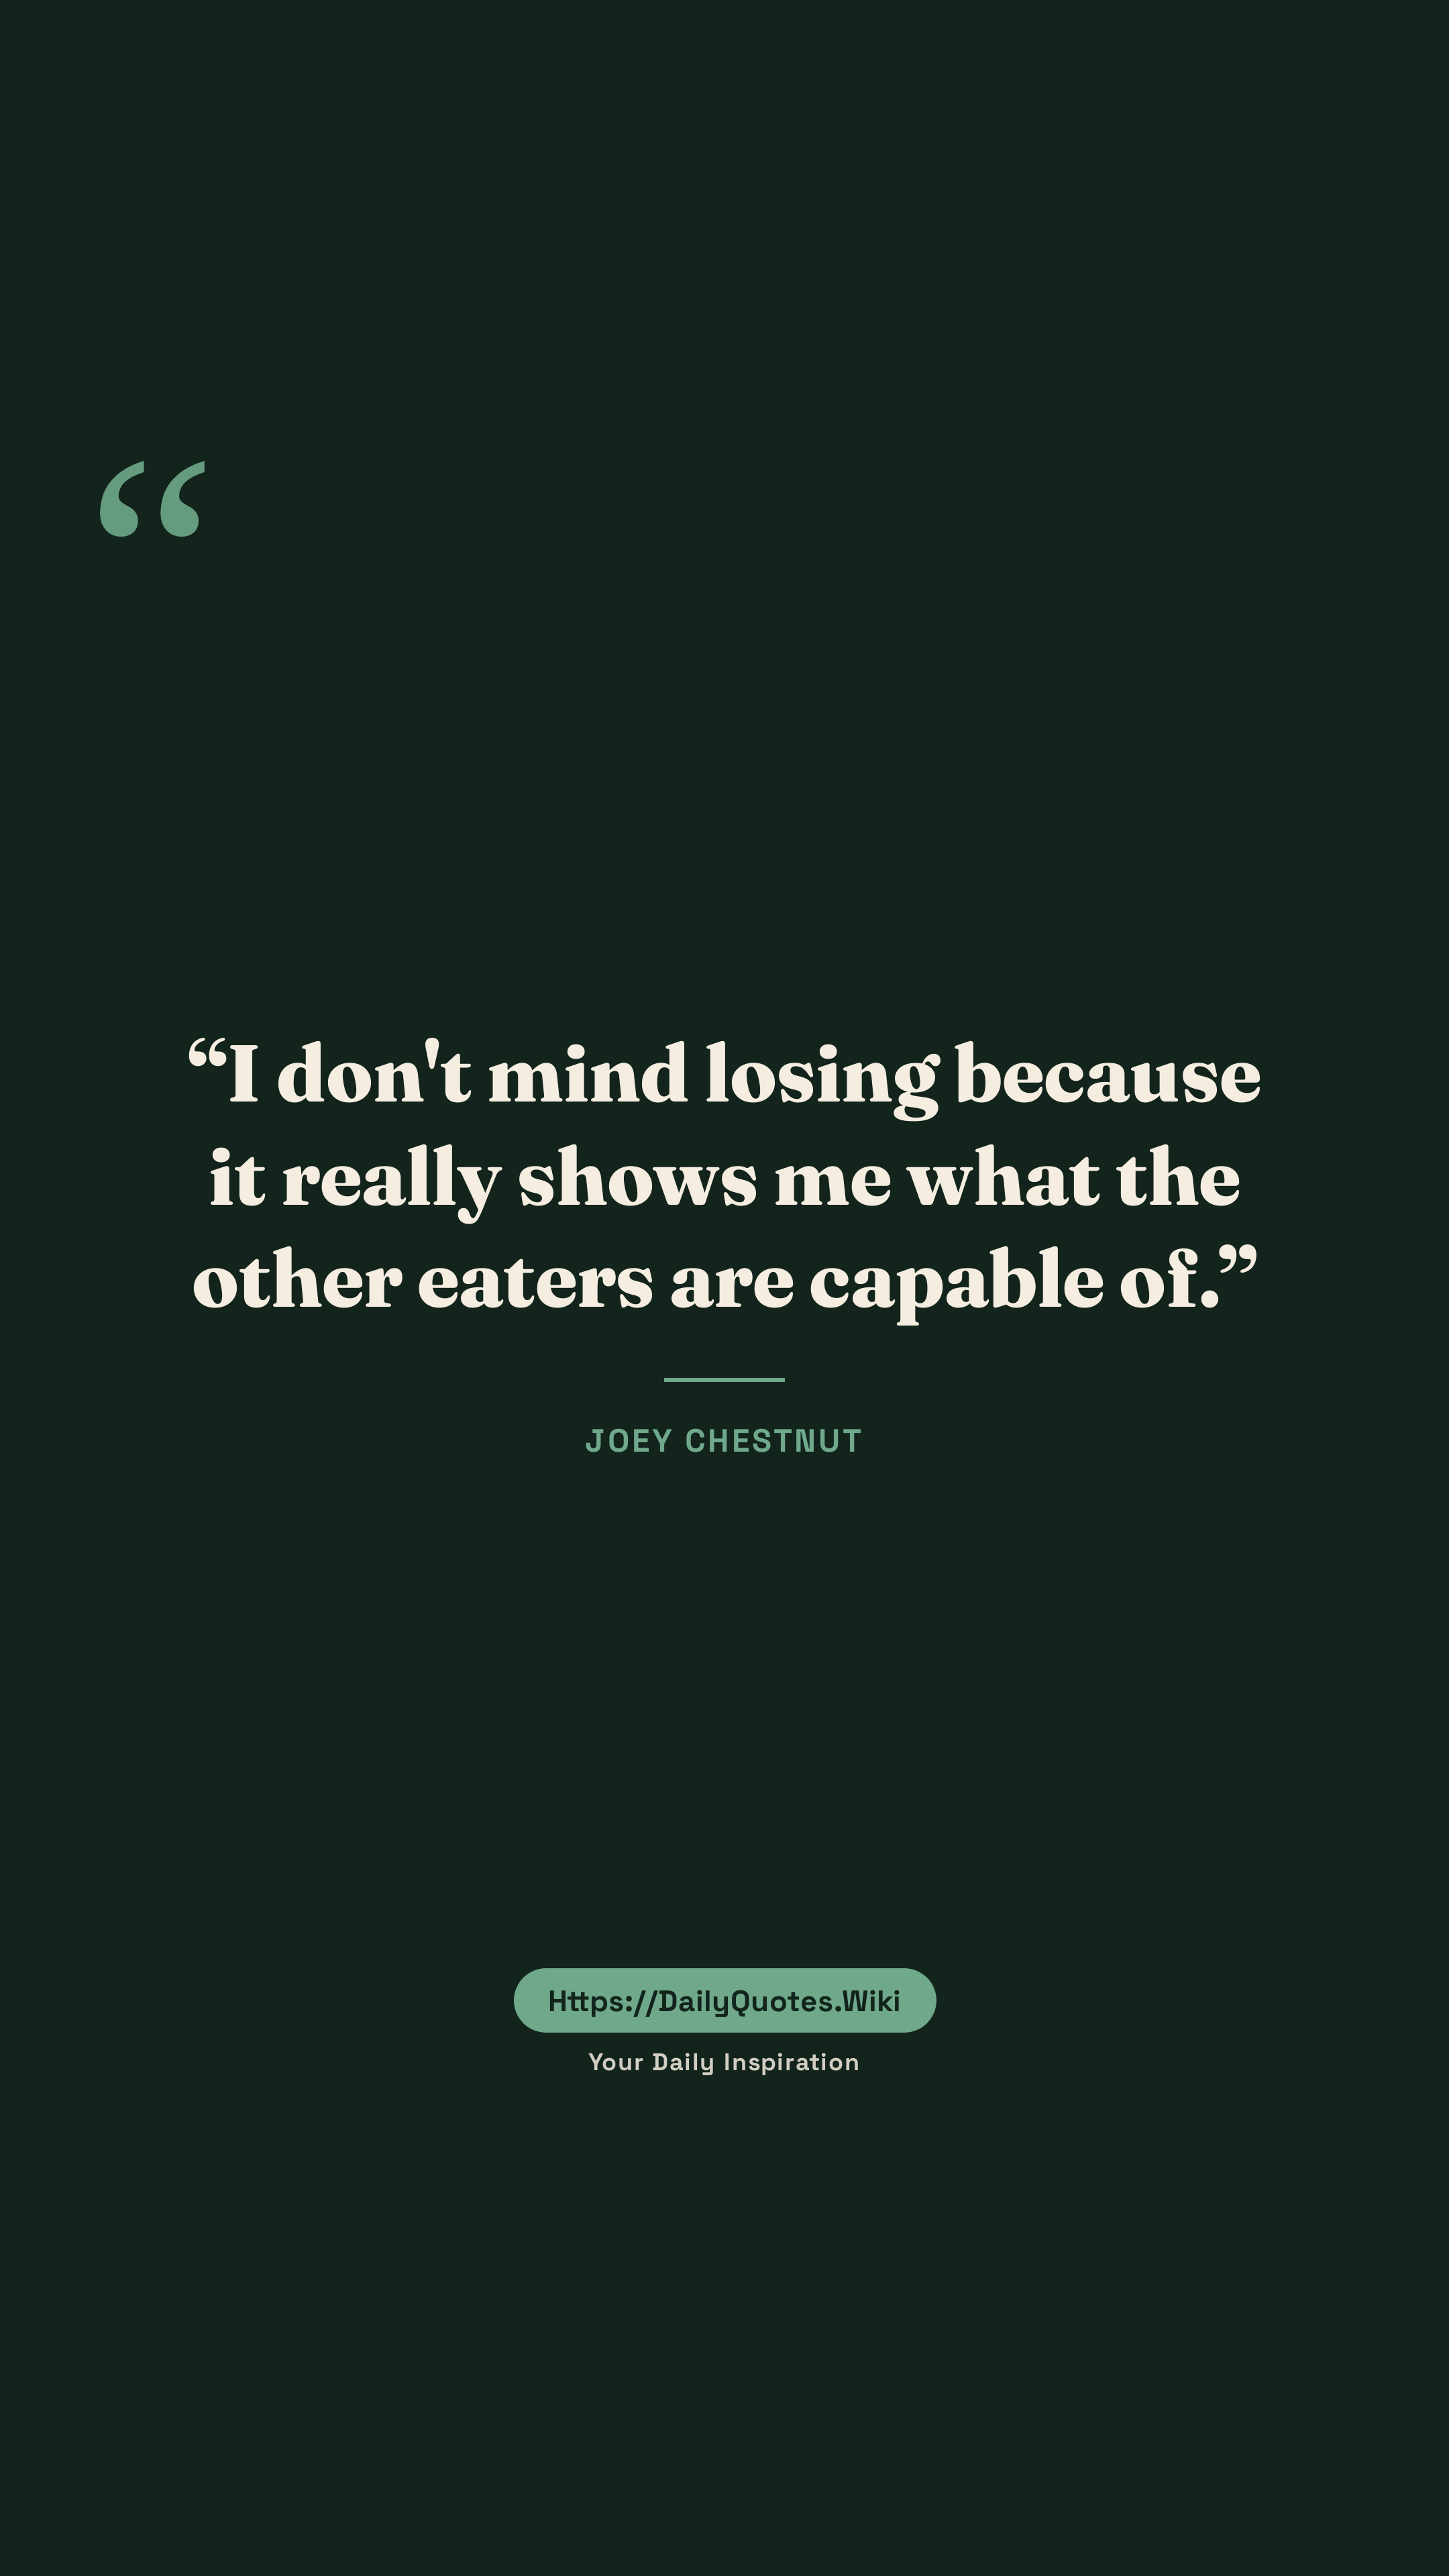 “
“I don't mind losing because
it really shows me what the
other eaters are capable of.”
JOEY CHESTNUT
Https://DailyQuotes.Wiki
Your Daily Inspiration